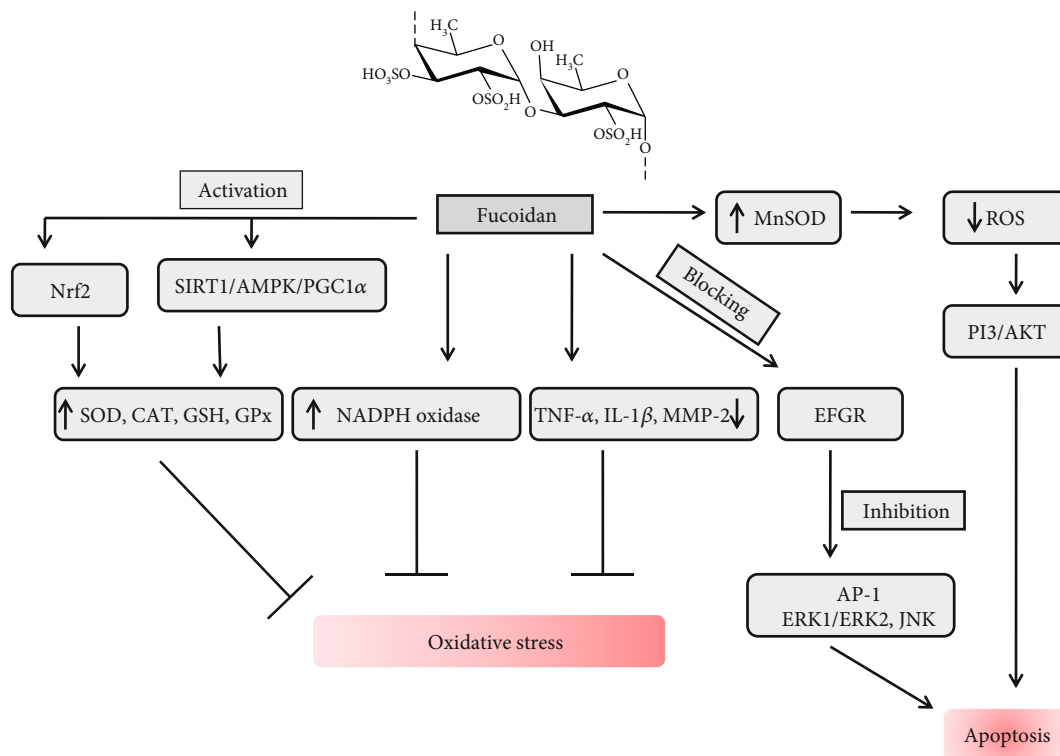 H₃C
O
OH
HO₃SO
H₃C
O
OSO₂H
O
OSO₂H
O
Activation
Fucoidan
↑ MnSOD
↓ ROS
Nrf2
SIRT1/AMPK/PGC1α
Blocking
PI3/AKT
↑ SOD, CAT, GSH, GPx
↑ NADPH oxidase
TNF-α, IL-1β, MMP-2↓
EFGR
Inhibition
AP-1
ERK1/ERK2, JNK
Oxidative stress
Apoptosis